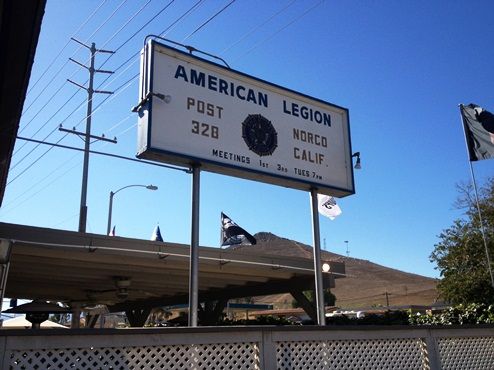 AMERICAN LEGION
POST NORCO
328 CALIF.
MEETINGS 1ST 3RD TUES 7PM